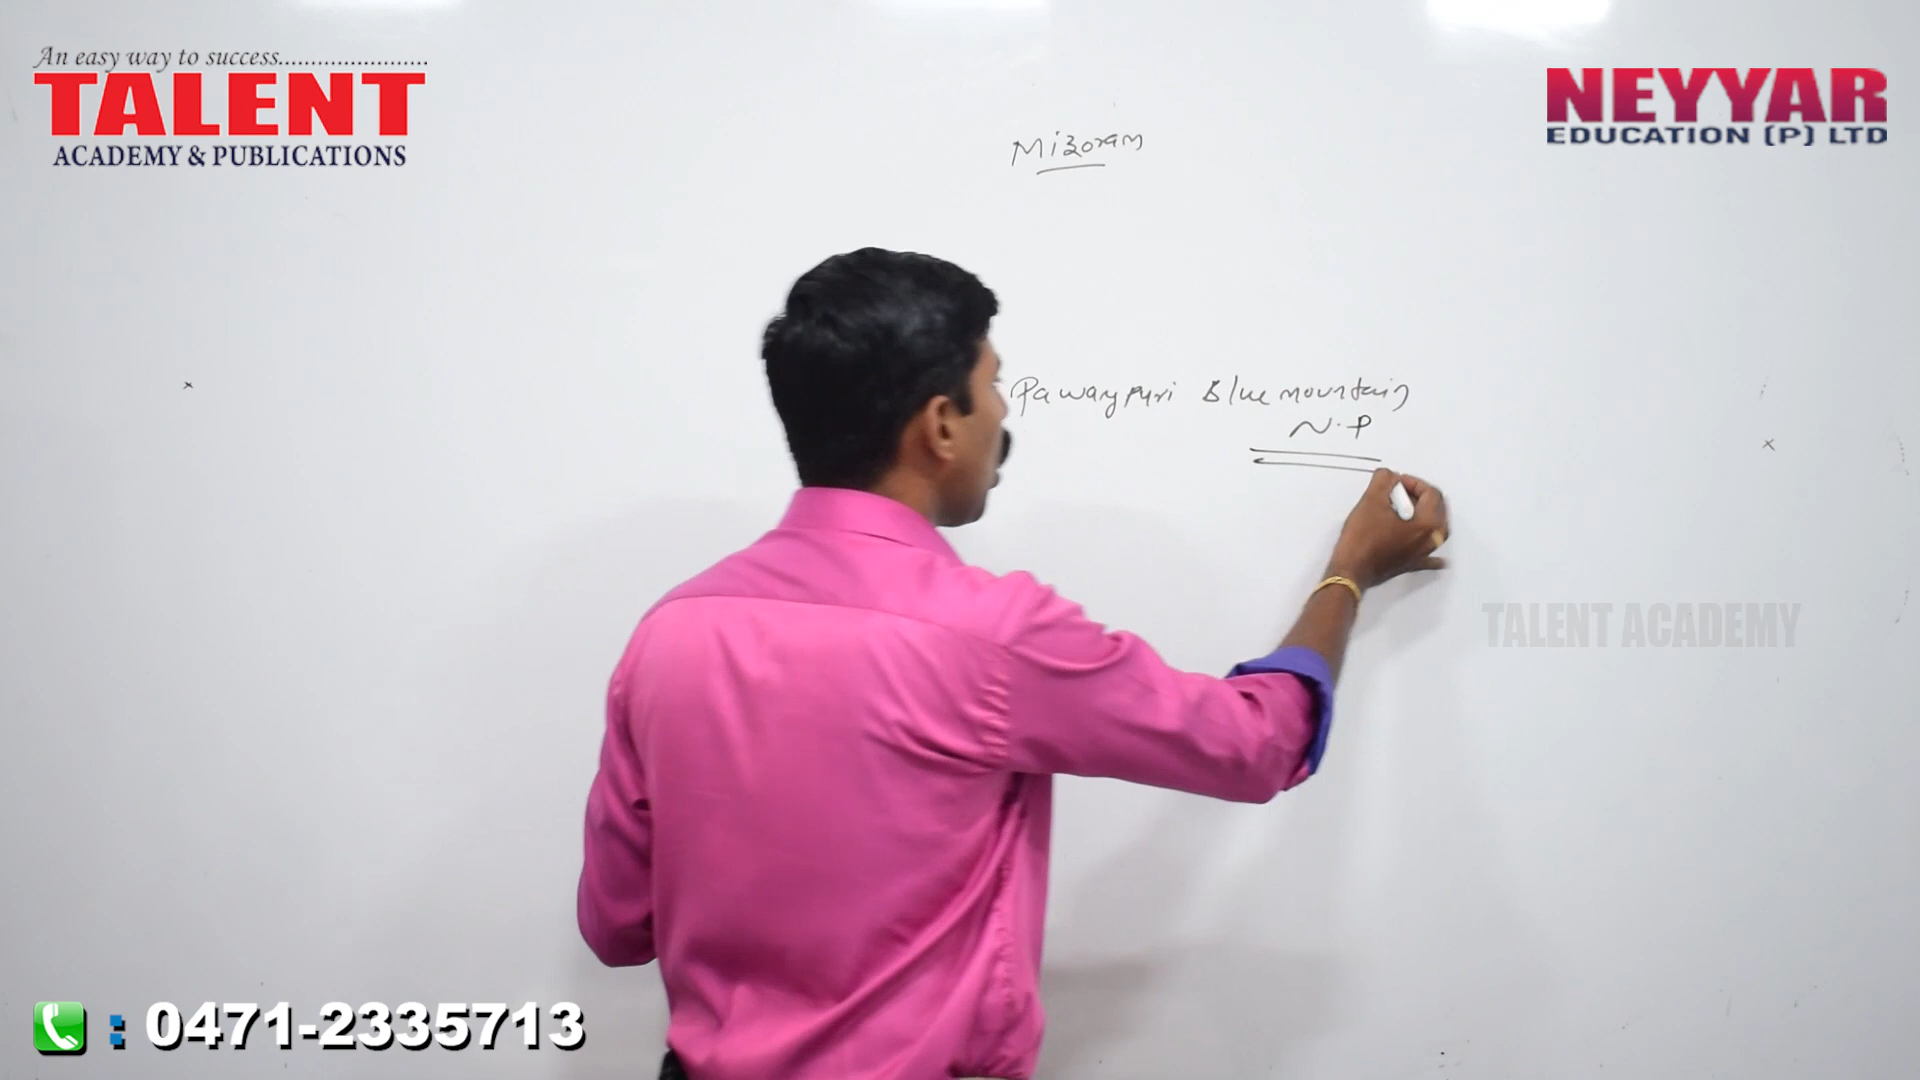 An easy way to success........................
TALENT
ACADEMY & PUBLICATIONS
NEYYAR
EDUCATION (P) LTD
Mizoram
Pawangpuri Blue mountain
N.P
TALENT ACADEMY
: 0471-2335713